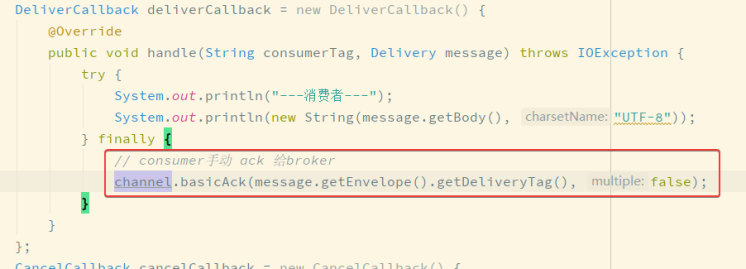 DeliverCallback deliverCallback = new DeliverCallback() {
@Override
public void handle(String consumerTag, Delivery message) throws IOException {
try {
System.out.println("---消费者---");
System.out.println(new String(message.getBody(), charsetName: "UTF-8"));
} finally {
// consumer手动 ack 给broker
channel.basicAck(message.getEnvelope().getDeliveryTag(), multiple: false);
}
}
};
CancelCallback cancelCallback = new CancelCallback() {